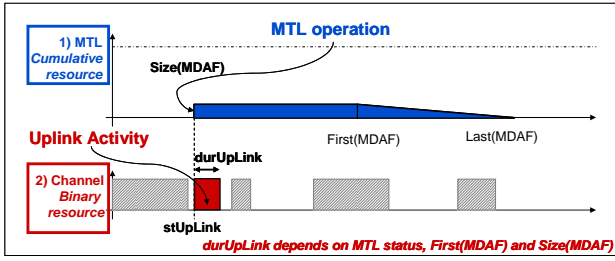 MTL operation
1) MTL
Cumulative
resource
Size(MDAF)
First(MDAF)
Last(MDAF)
Uplink Activity
durUpLink
2) Channel
Binary
resource
stUpLink
durUpLink depends on MTL status, First(MDAF) and Size(MDAF)